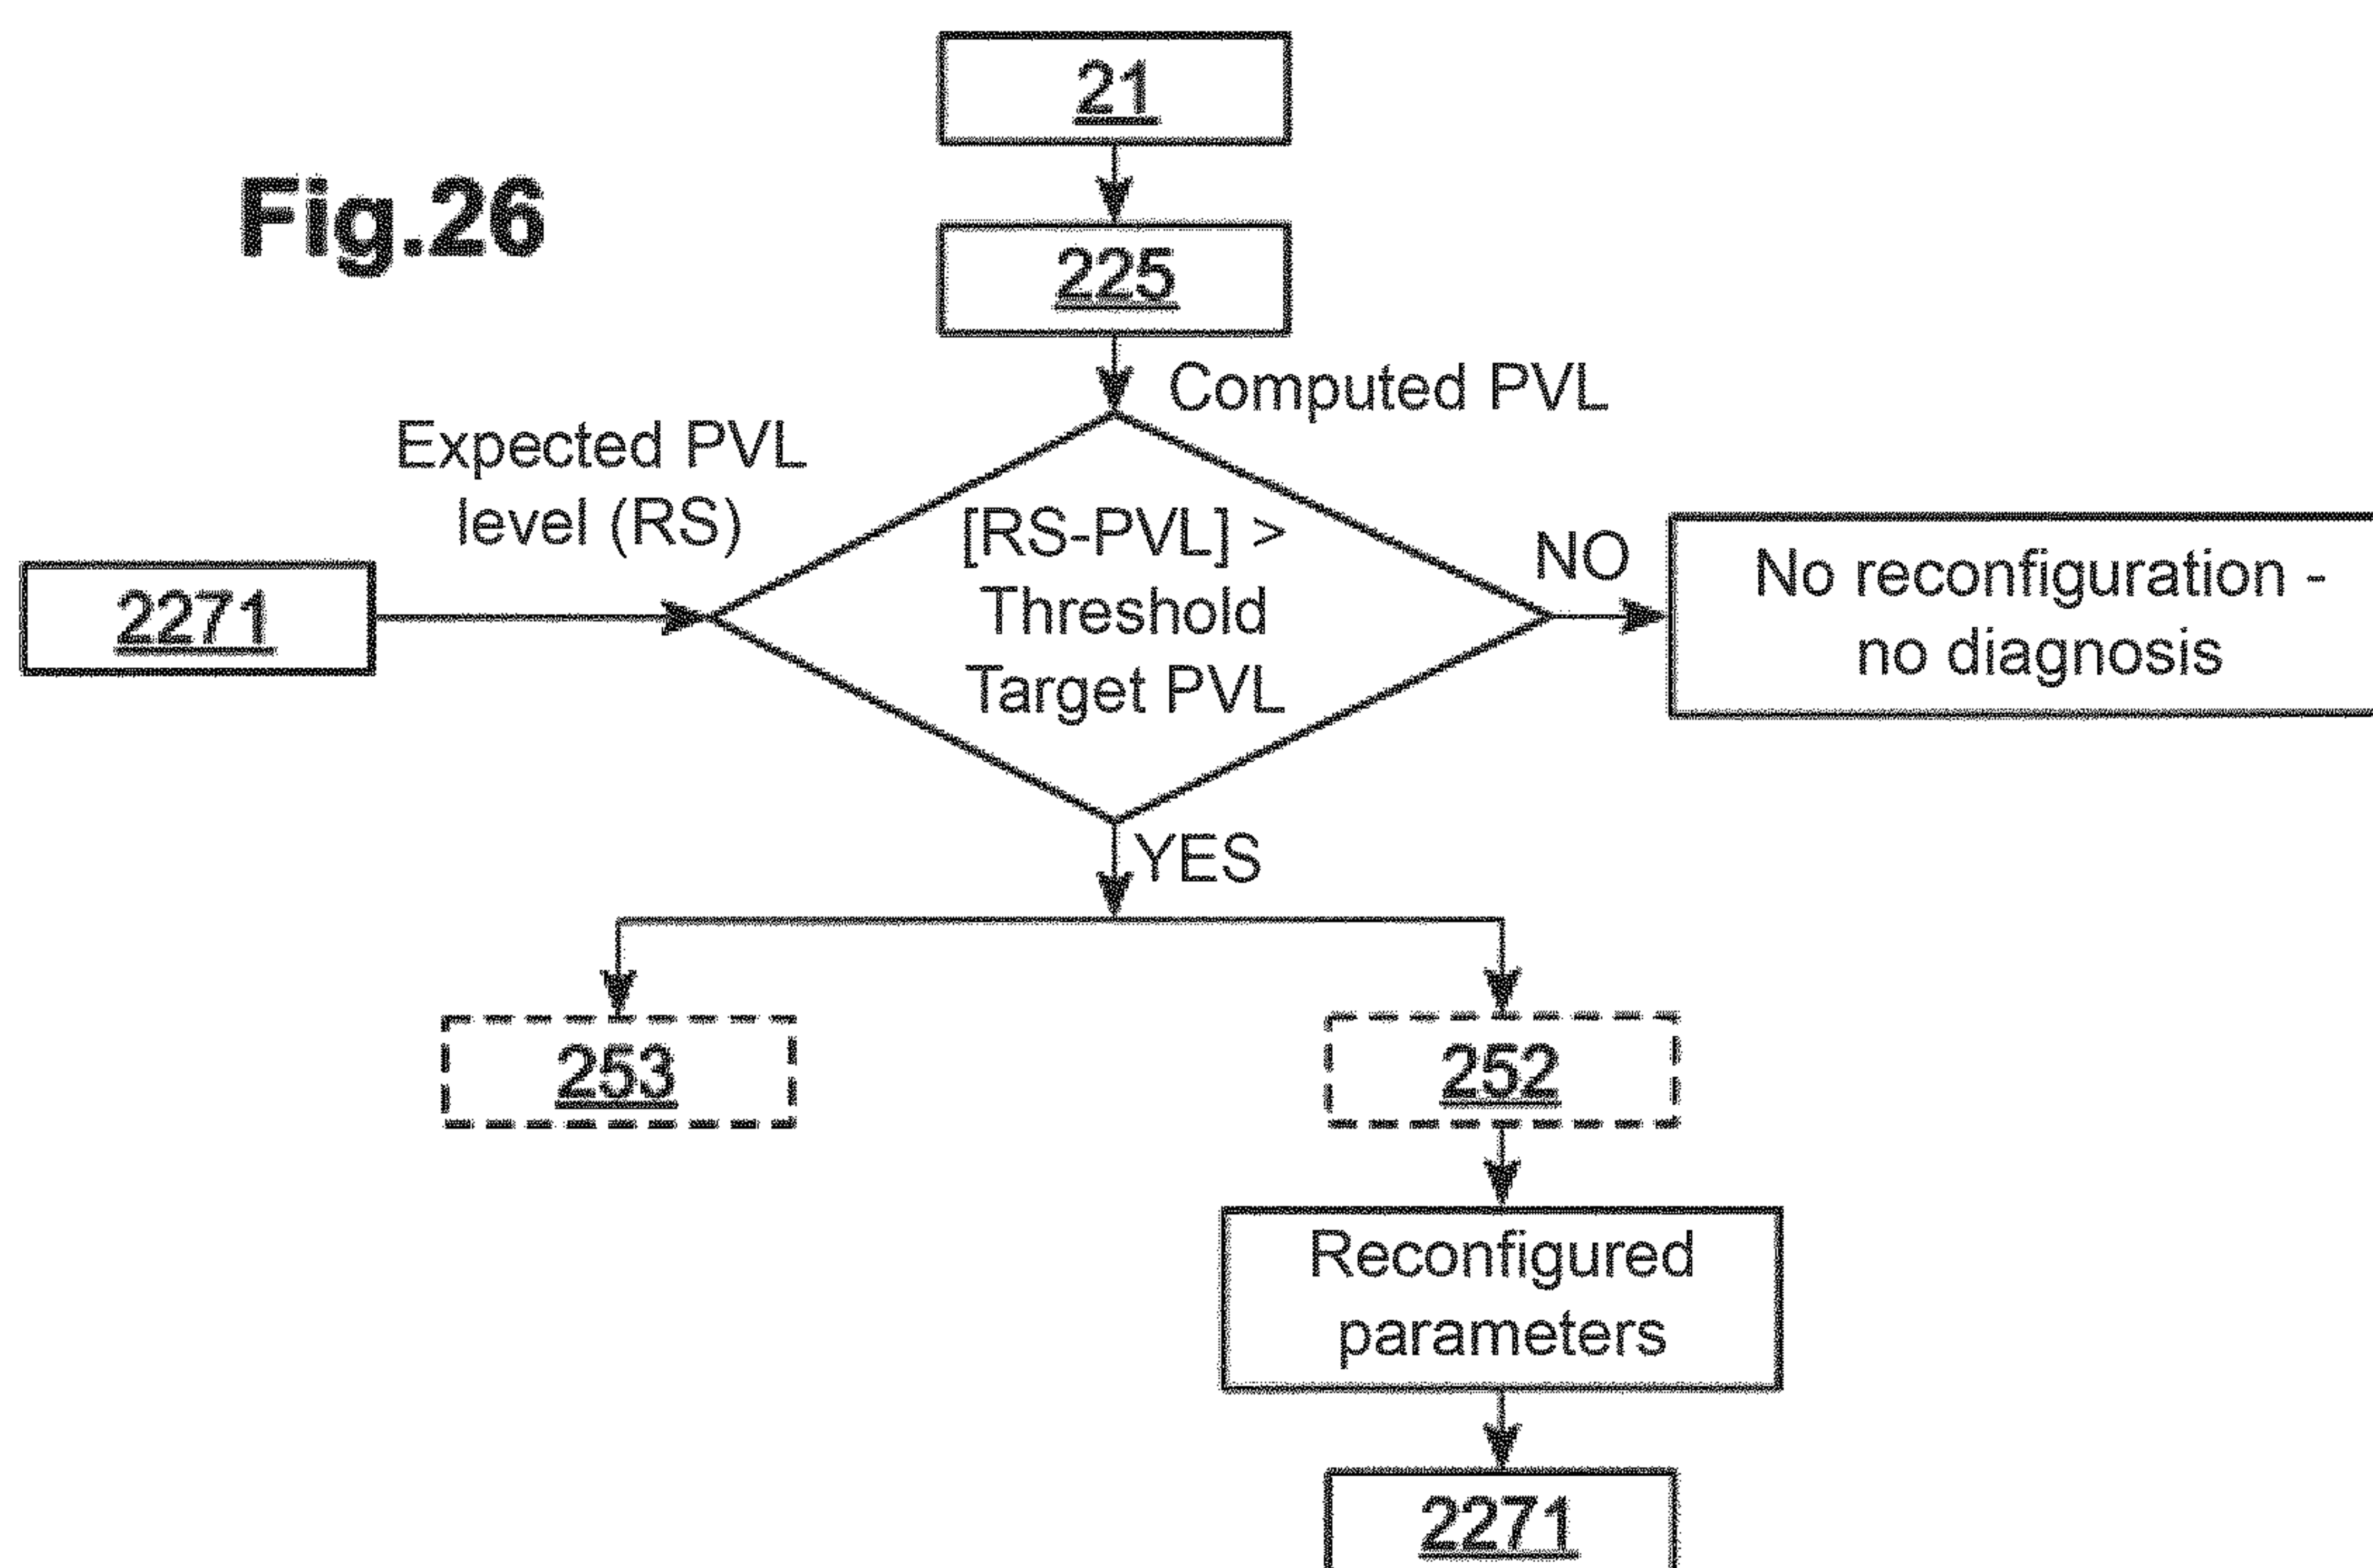 21
Fig.26
225
Computed PVL
Expected PVL
level (RS)
2271
[RS-PVL] >
Threshold
Target PVL
NO
No reconfiguration -
no diagnosis
YES
253
252
Reconfigured
parameters
2271